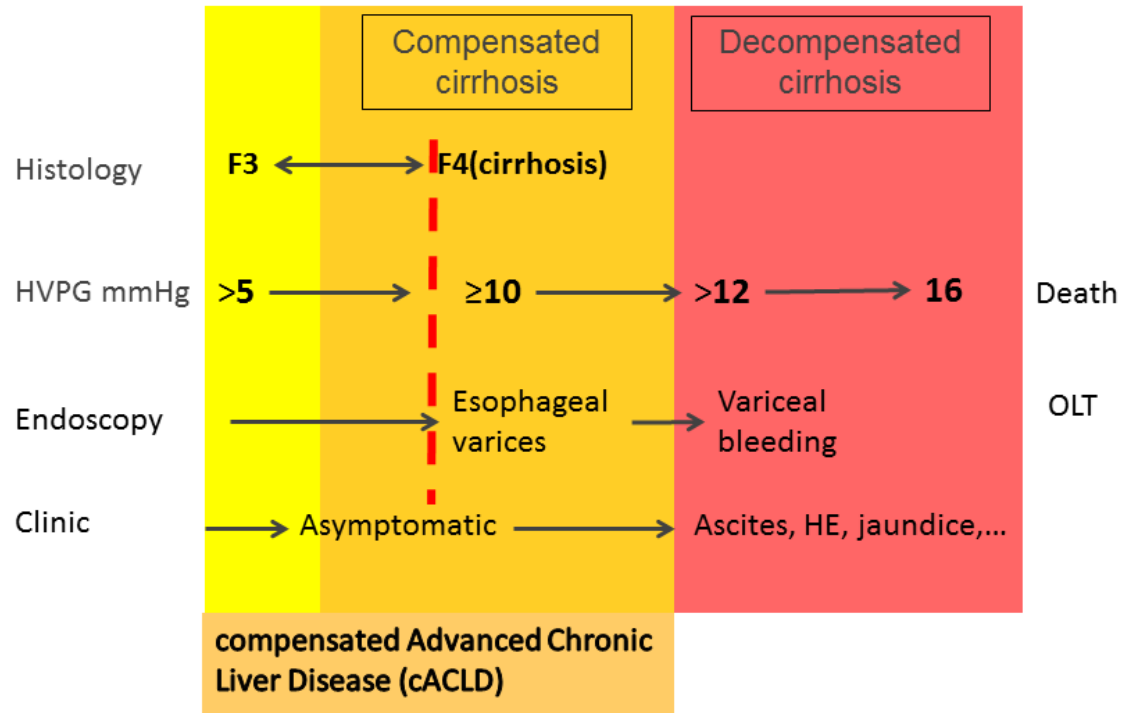 Compensated
cirrhosis
Decompensated
cirrhosis
Histology
F3
F4(cirrhosis)
HVPG mmHg
>5
≥10
>12
16
Death
Endoscopy
Esophageal
varices
Variceal
bleeding
OLT
Clinic
Asymptomatic
Ascites, HE, jaundice,...
compensated Advanced Chronic
Liver Disease (cACLD)